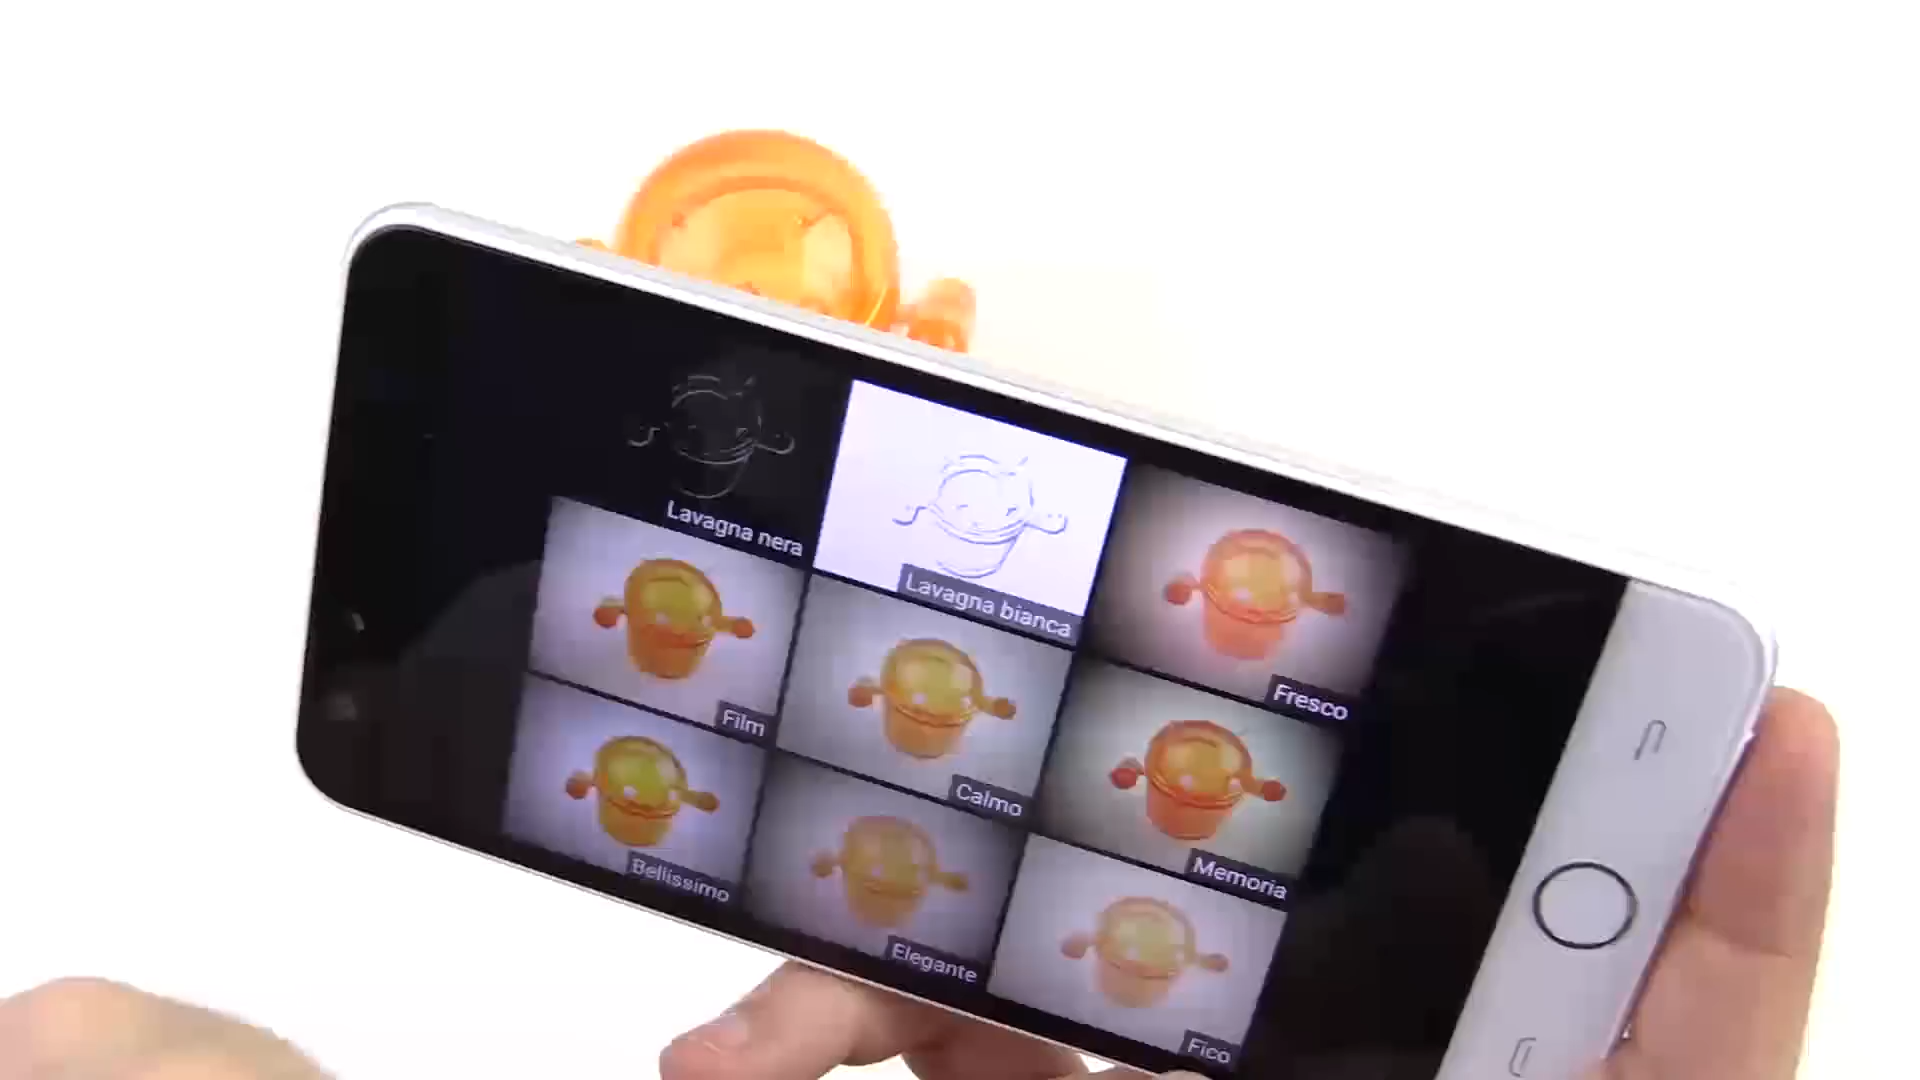 Lavagna nera
Lavagna bianca
Fresco
Film
Calmo
Memoria
Bellissimo
Elegante
Fico